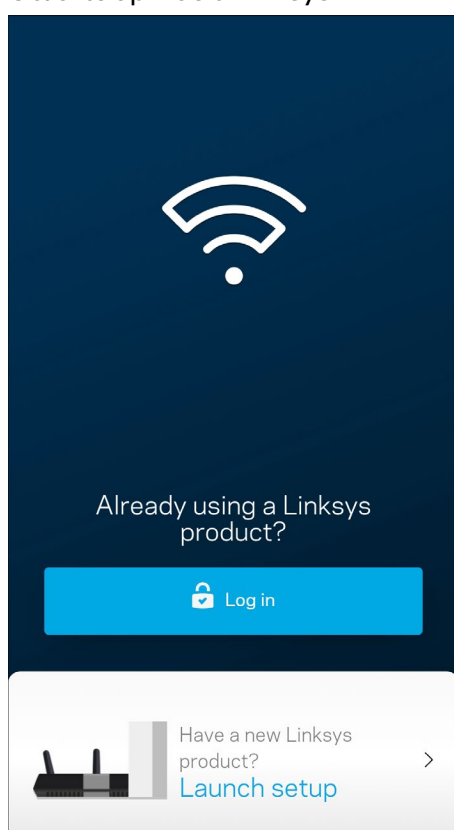 Already using a Linksys
product?
Log in
Have a new Linksys
product?
Launch setup